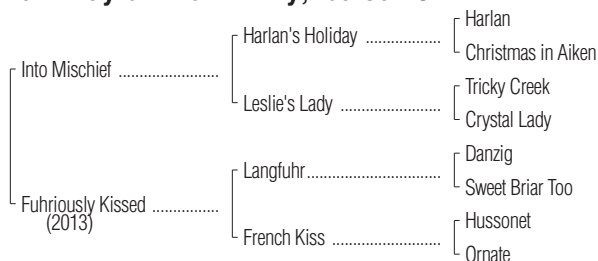 Harlan
Harlan's Holiday ..................
Christmas in Aiken
Into Mischief ........................
Tricky Creek
Leslie's Lady ........................
Crystal Lady
Danzig
Langfuhr................................
Sweet Briar Too
Fuhriously Kissed ................
(2013)
Hussonet
French Kiss ..........................
Ornate